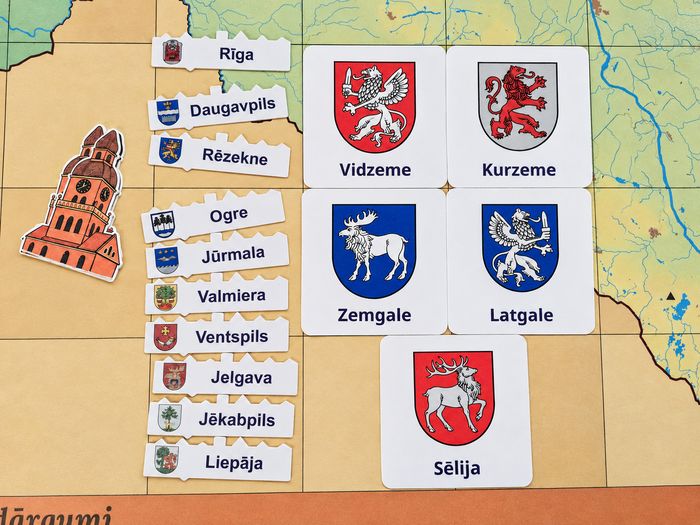 Rīga
Daugavpils
Rēzekne
Ogre
Jūrmala
Valmiera
Ventspils
Jelgava
Jēkabpils
Liepāja
Vidzeme
Kurzeme
Zemgale
Latgale
Sēlija